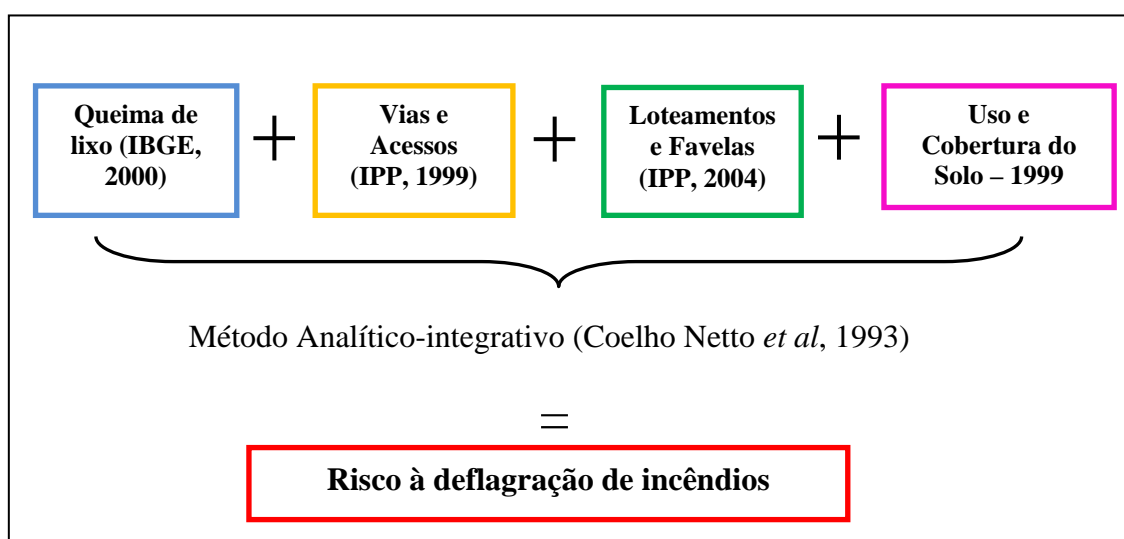 Queima de
lixo (IBGE,
2000)
+
Vias e
Acessos
(IPP, 1999)
+
Loteamentos
e Favelas
(IPP, 2004)
+
Uso e
Cobertura do
Solo – 1999
Método Analítico-integrativo (Coelho Netto et al, 1993)
=
Risco à deflagração de incêndios